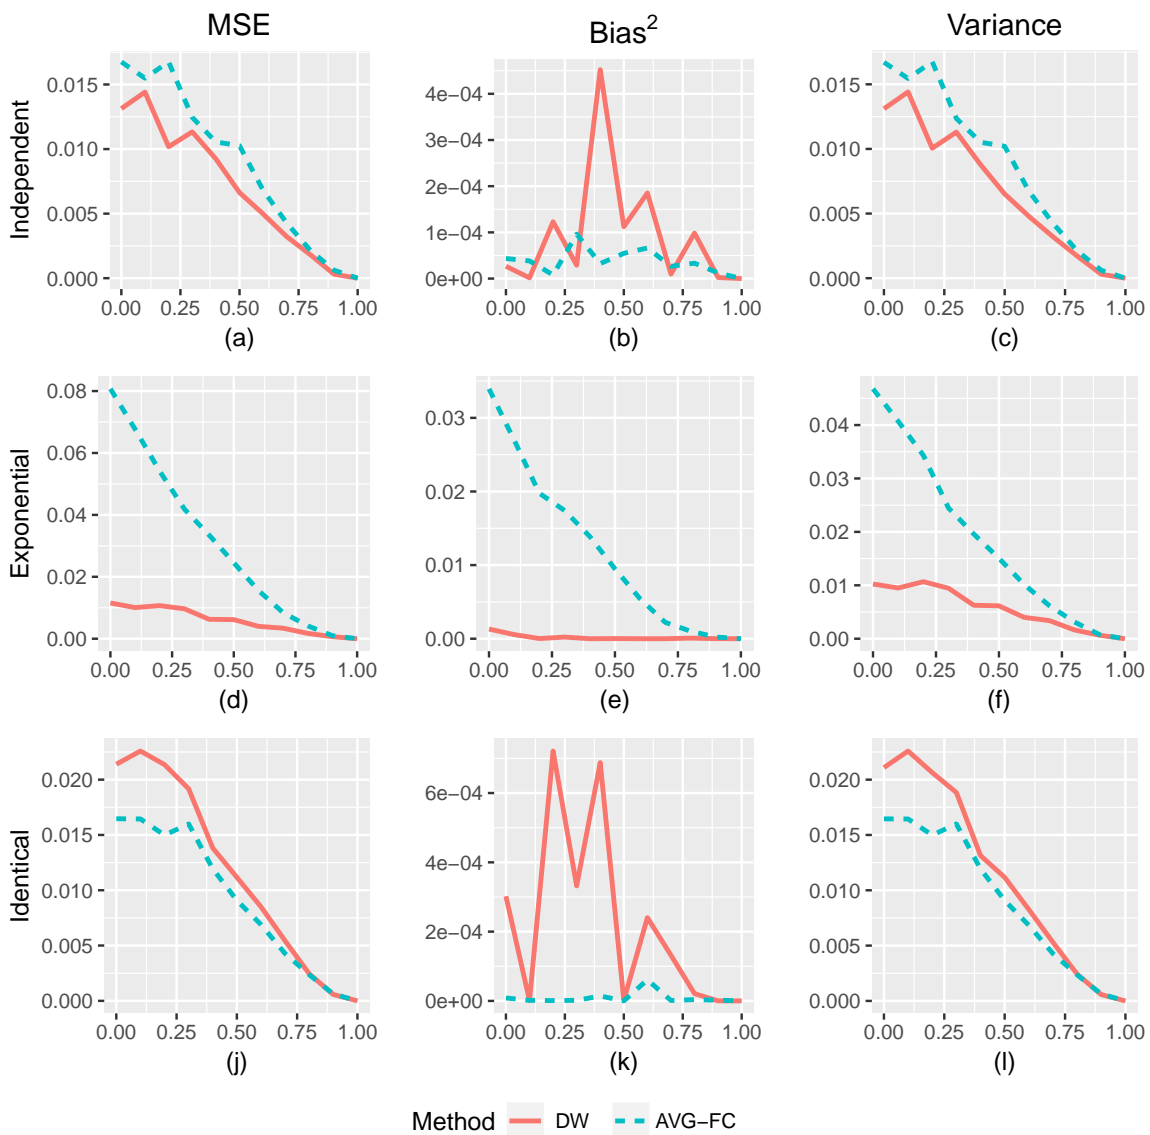 MSE
Bias2
Variance
Independent
0.015
0.010
0.005
0.000
0.00 0.25 0.50 0.75 1.00
(a)
4e−04
3e−04
2e−04
1e−04
0e+00
0.00 0.25 0.50 0.75 1.00
(b)
0.015
0.010
0.005
0.000
0.00 0.25 0.50 0.75 1.00
(c)
Exponential
0.08
0.06
0.04
0.02
0.00
0.00 0.25 0.50 0.75 1.00
(d)
0.03
0.02
0.01
0.00
0.00 0.25 0.50 0.75 1.00
(e)
0.04
0.03
0.02
0.01
0.00
0.00 0.25 0.50 0.75 1.00
(f)
Identical
0.020
0.015
0.010
0.005
0.000
0.00 0.25 0.50 0.75 1.00
(j)
6e−04
4e−04
2e−04
0e+00
0.00 0.25 0.50 0.75 1.00
(k)
0.020
0.015
0.010
0.005
0.000
0.00 0.25 0.50 0.75 1.00
(l)
Method DW AVG−FC